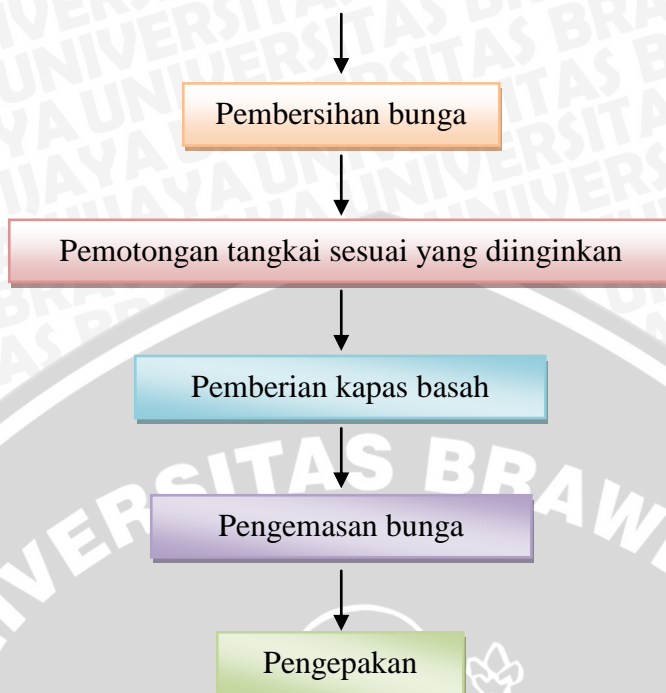 Pembersihan bunga
Pemotongan tangkai sesuai yang diinginkan
Pemberian kapas basah
Pengemasan bunga
Pengepakan